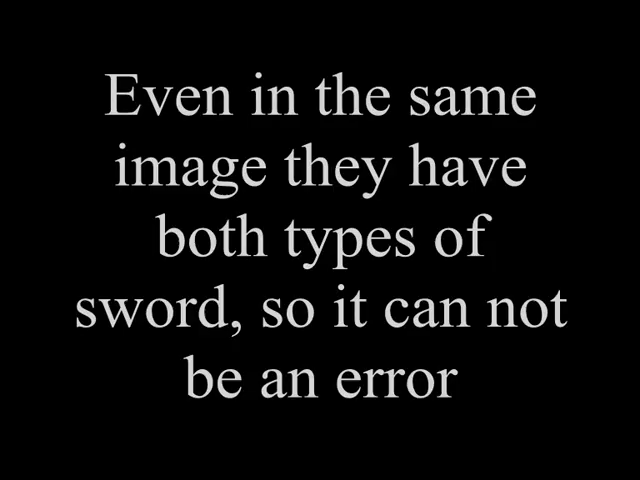 Even in the same
image they have
both types of
sword, so it can not
be an error